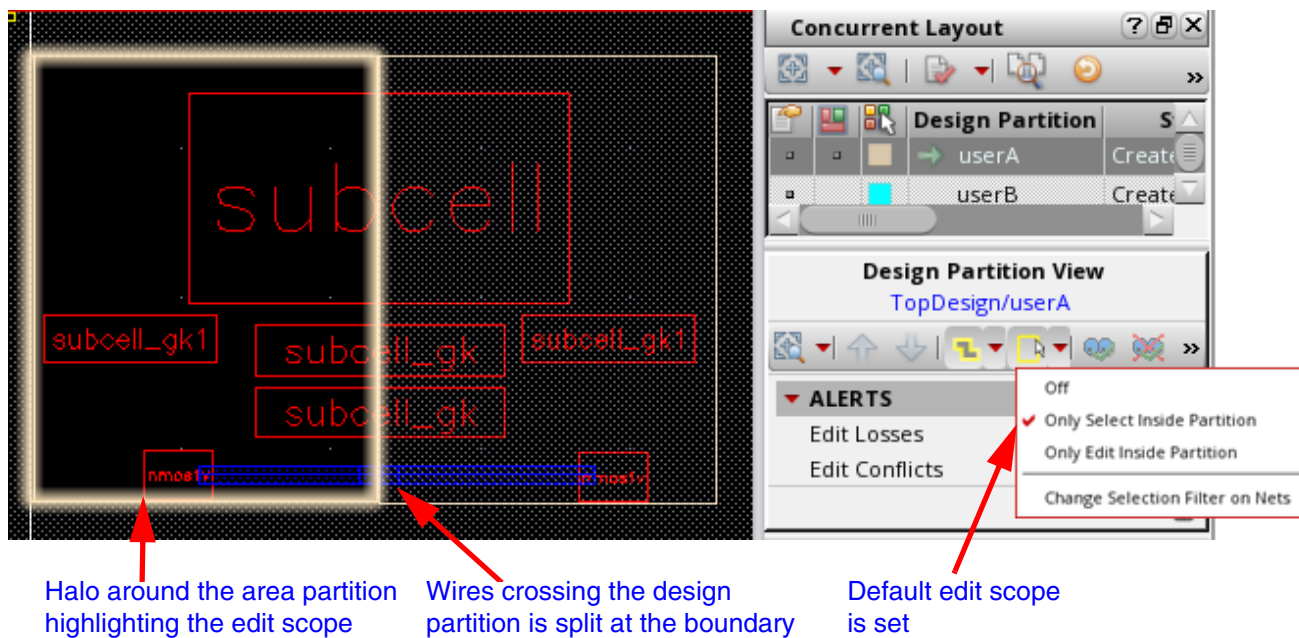 Concurrent Layout
Design Partition
S
userA
Create
userB
Create
Design Partition View
TopDesign/userA
ALERTS
Edit Losses
Edit Conflicts
Off
Only Select Inside Partition
Only Edit Inside Partition
Change Selection Filter on Nets
subcell
subcell_gk1
subcell_gk
subcell_gk1
subcell_gk
nmos1v
nmos1v
Halo around the area partition
highlighting the edit scope
Wires crossing the design
partition is split at the boundary
Default edit scope
is set